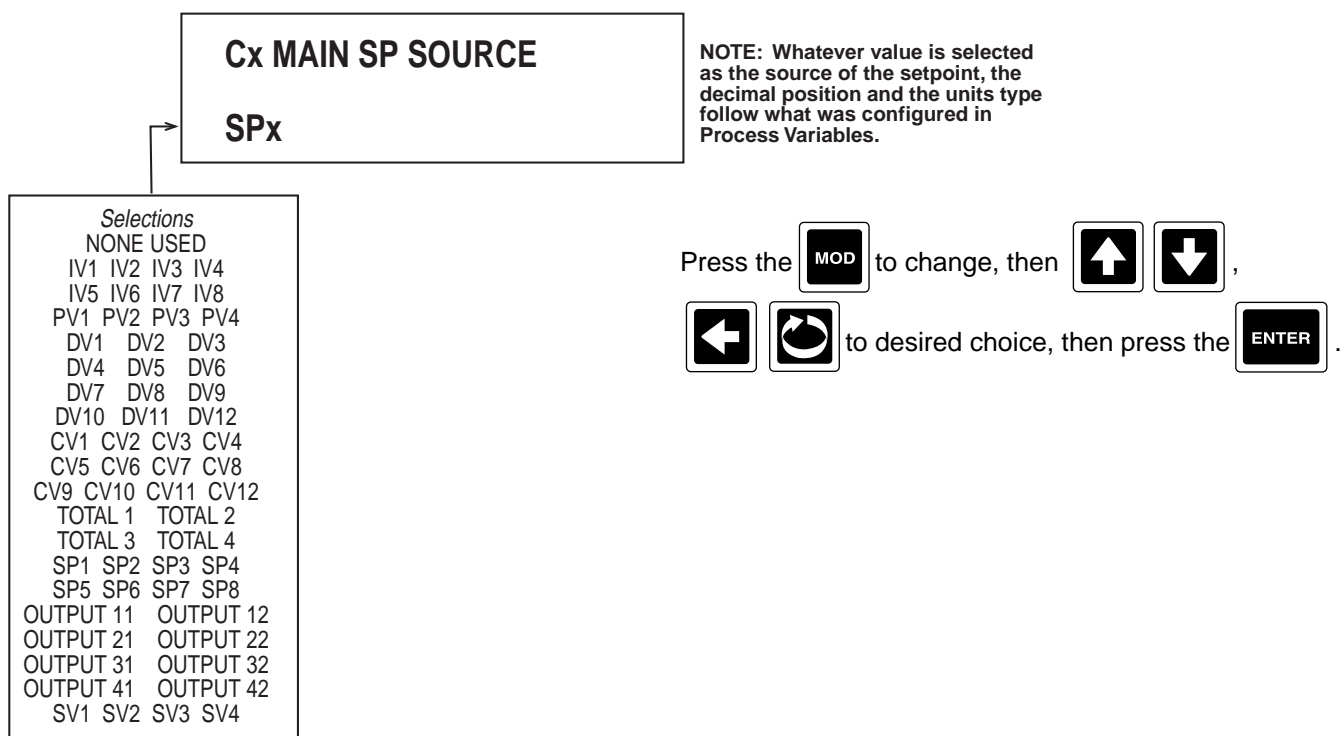 Cx MAIN SP SOURCE
SPx
NOTE: Whatever value is selected
as the source of the setpoint, the
decimal position and the units type
follow what was configured in
Process Variables.
Selections
NONE USED
IV1 IV2 IV3 IV4
IV5 IV6 IV7 IV8
PV1 PV2 PV3 PV4
DV1 DV2 DV3
DV4 DV5 DV6
DV7 DV8 DV9
DV10 DV11 DV12
CV1 CV2 CV3 CV4
CV5 CV6 CV7 CV8
CV9 CV10 CV11 CV12
TOTAL 1 TOTAL 2
TOTAL 3 TOTAL 4
SP1 SP2 SP3 SP4
SP5 SP6 SP7 SP8
OUTPUT 11 OUTPUT 12
OUTPUT 21 OUTPUT 22
OUTPUT 31 OUTPUT 32
OUTPUT 41 OUTPUT 42
SV1 SV2 SV3 SV4
Press the MOD to change, then ,
to desired choice, then press the ENTER .